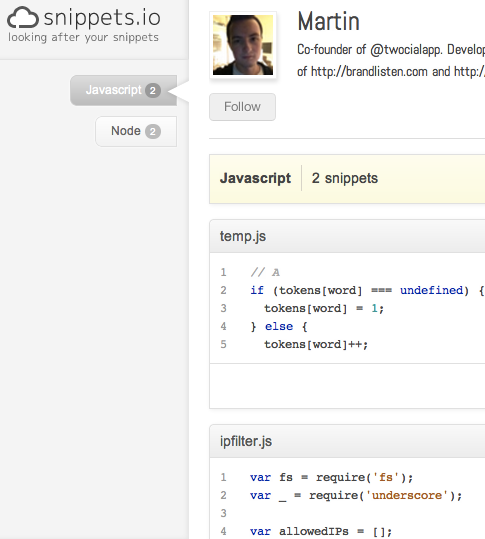 snippets.io
looking after your snippets
Javascript 2
Node 2
Martin
Co-founder of @twocialapp. Develop
of http://brandlisten.com and http:/
Follow
Javascript 2 snippets
temp.js
1 // A
2 if (tokens[word] === undefined) {
3 tokens[word] = 1;
4 } else {
5 tokens[word]++;
ipfilter.js
1 var fs = require('fs');
2 var _ = require('underscore');
3
4 var allowedIPs = [];